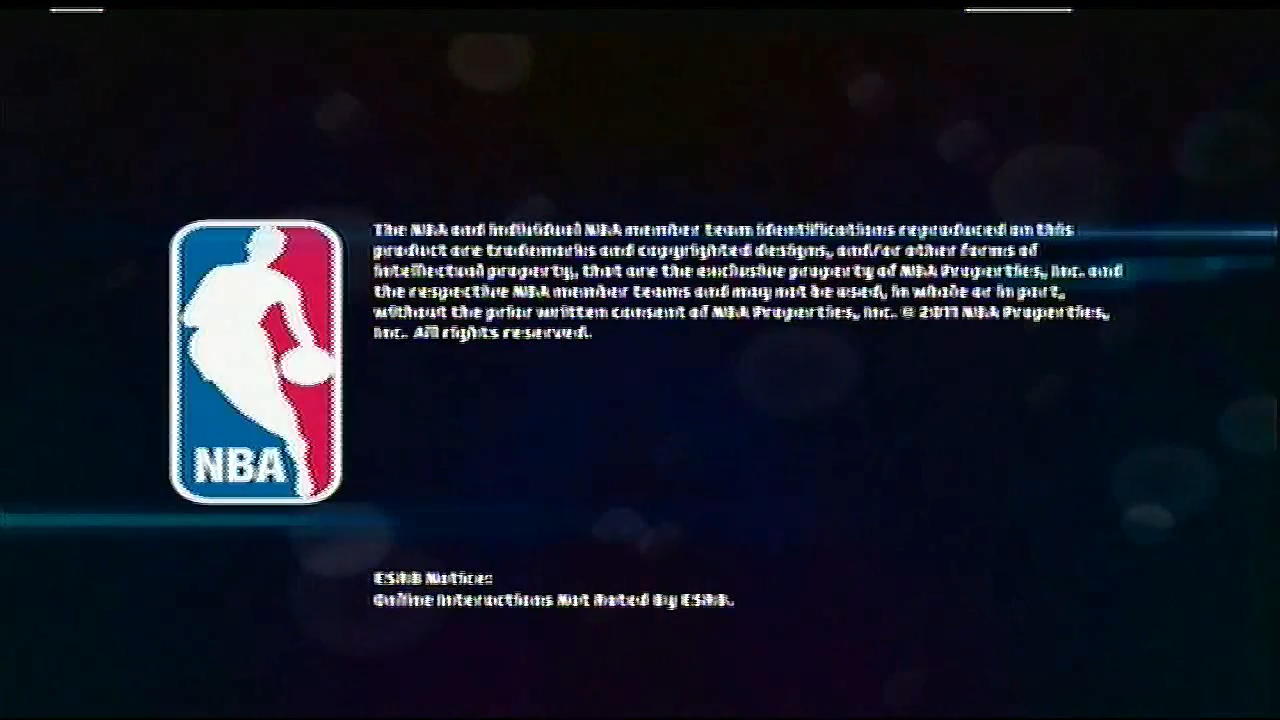 The NBA and individual NBA member team identifications reproduced on this
product are trademarks and copyrighted designs, and/or other forms of
intellectual property, that are the exclusive property of NBA Properties, Inc. and
the respective NBA member teams and may not be used, in whole or in part,
without the prior written consent of NBA Properties, Inc. © 2011 NBA Properties,
Inc. All rights reserved.
NBA
ESRB Notice:
Online Interactions Not Rated By ESRB.